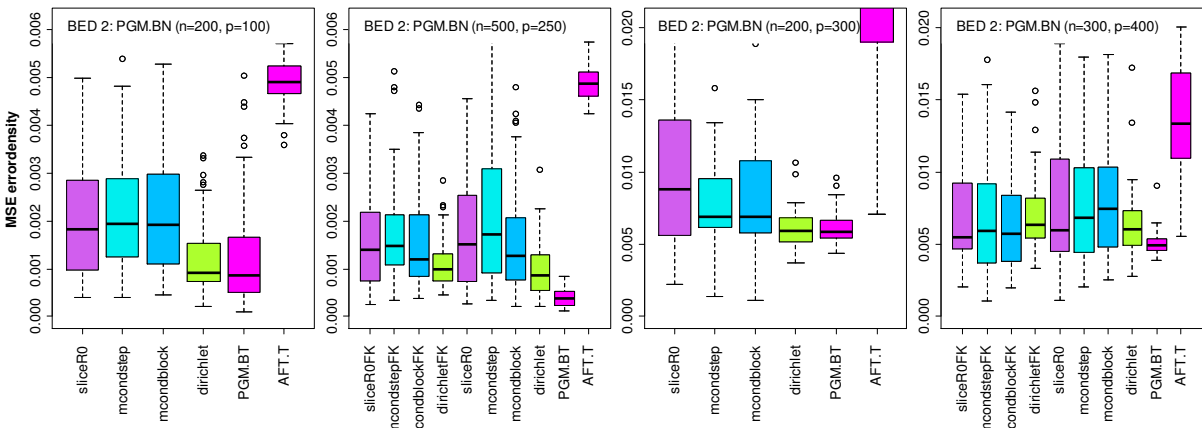 BED 2: PGM.BN (n=200, p=100)
MSE errordensity
0.006
0.005
0.004
0.003
0.002
0.001
0.000
sliceR0
mcondstep
mcondblock
dirichlet
PGM.BT
AFT.T
BED 2: PGM.BN (n=500, p=250)
0.006
0.005
0.004
0.003
0.002
0.001
0.000
sliceR0FK
mcondstepFK
condblockFK
dirichletFK
sliceR0
mcondstep
mcondblock
dirichlet
PGM.BT
AFT.T
BED 2: PGM.BN (n=200, p=300)
0.020
0.015
0.010
0.005
0.000
sliceR0
mcondstep
mcondblock
dirichlet
PGM.BT
AFT.T
BED 2: PGM.BN (n=300, p=400)
0.020
0.015
0.010
0.005
0.000
sliceR0FK
ncondstepFK
condblockFK
dirichletFK
sliceR0
mcondstep
mcondblock
dirichlet
PGM.BT
AFT.T